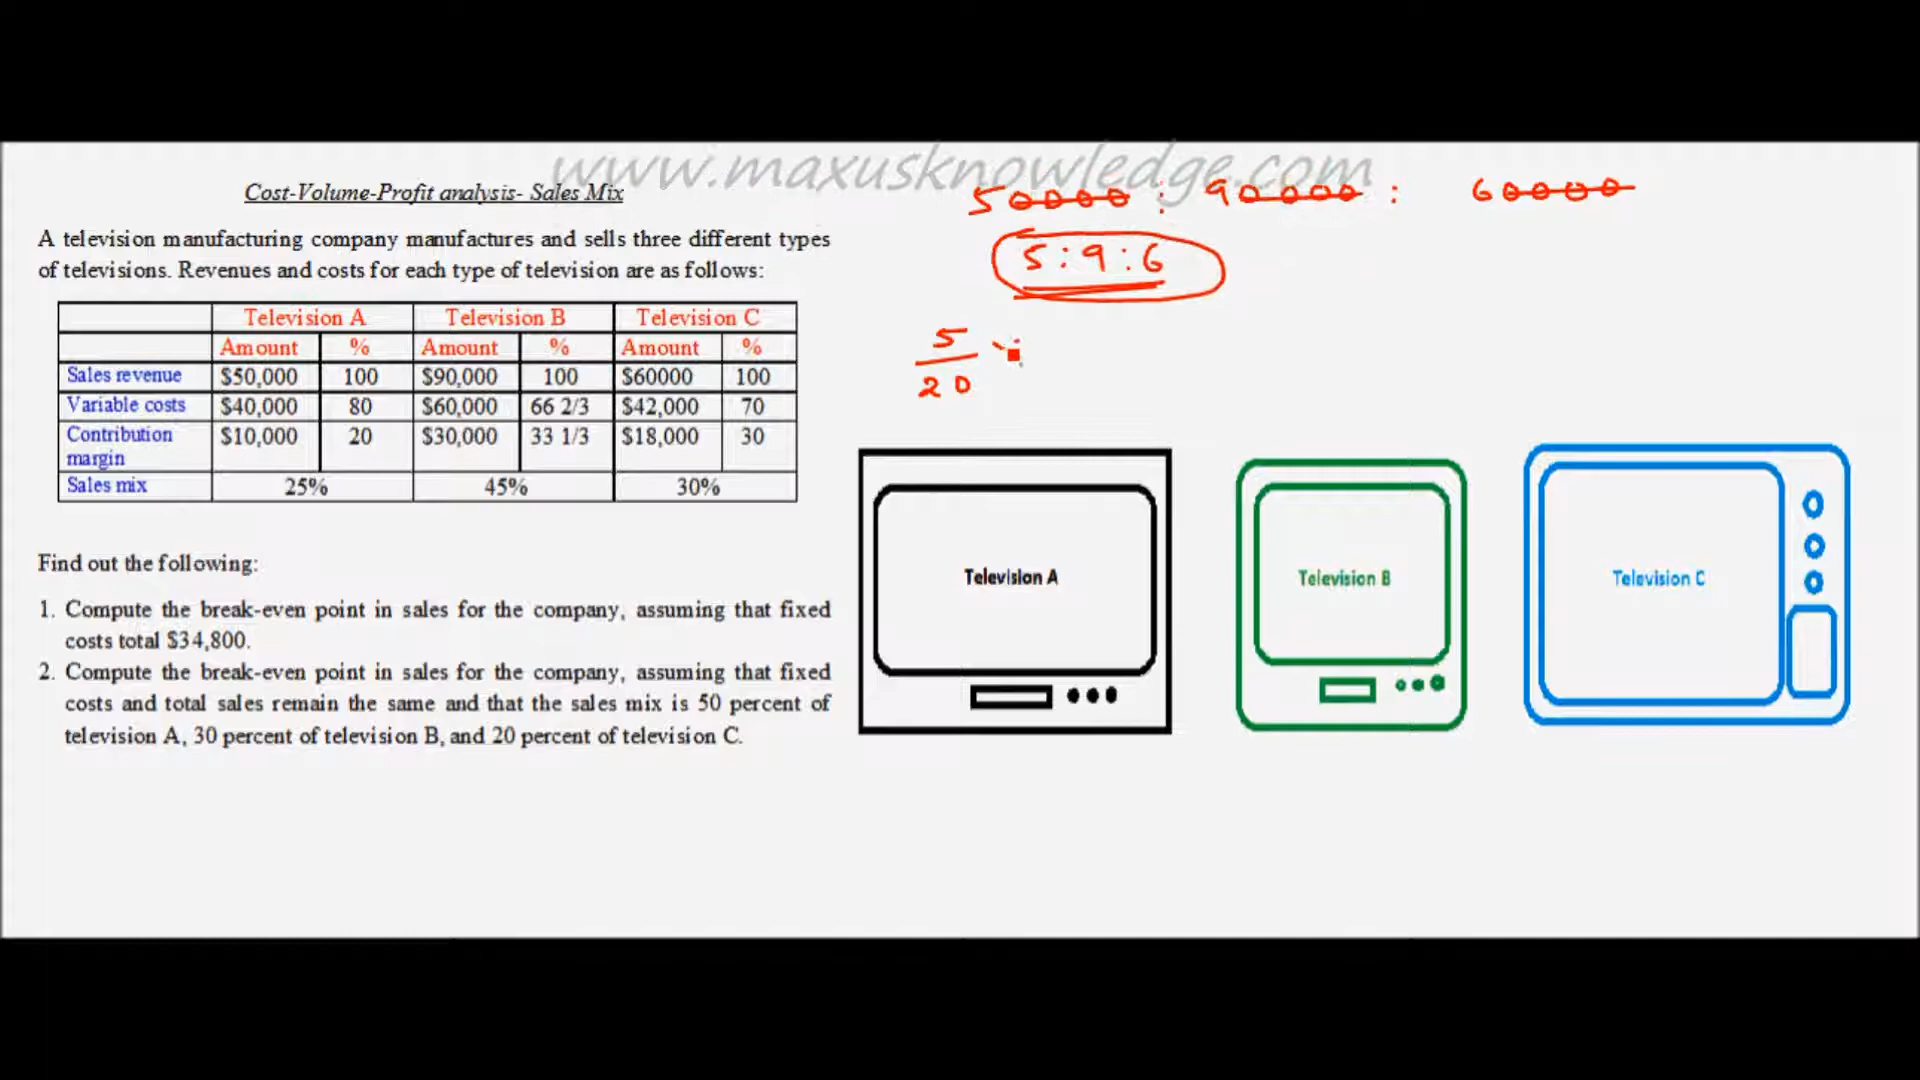 www.maxusknowledge.com
Cost-Volume-Profit analysis- Sales Mix
50000 : 90000 : 60000
A television manufacturing company manufactures and sells three different types
of televisions. Revenues and costs for each type of television are as follows:
5 : 9 : 6
Television A Television B Television C
Amount % Amount % Amount %
Sales revenue $50,000 100 $90,000 100 $60000 100
Variable costs $40,000 80 $60,000 66 2/3 $42,000 70
Contribution margin $10,000 20 $30,000 33 1/3 $18,000 30
Sales mix 25% 45% 30%
5
20
Find out the following:
1. Compute the break-even point in sales for the company, assuming that fixed
costs total $34,800.
2. Compute the break-even point in sales for the company, assuming that fixed
costs and total sales remain the same and that the sales mix is 50 percent of
television A, 30 percent of television B, and 20 percent of television C.
Television A
Television B
Television C